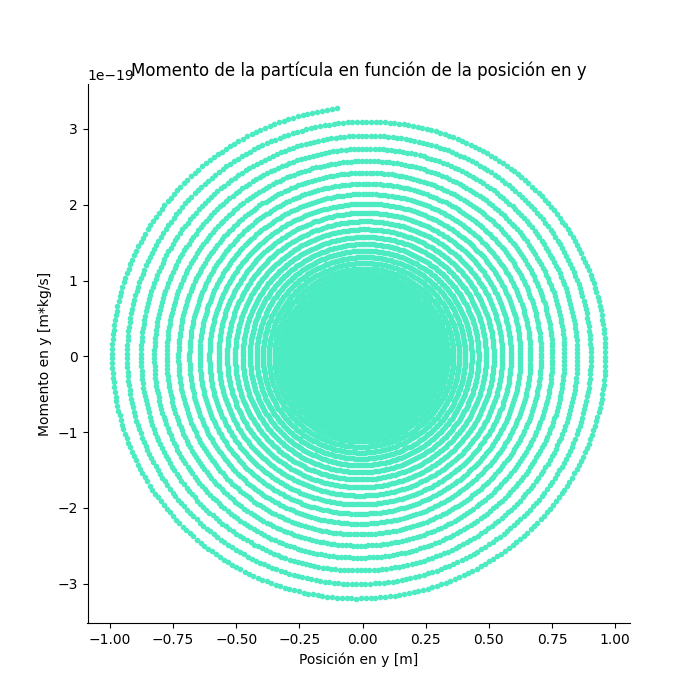 Momento de la partícula en función de la posición en y
1e−19
3
2
1
0
−1
−2
−3
Momento en y [m*kg/s]
−1.00 −0.75 −0.50 −0.25 0.00 0.25 0.50 0.75 1.00
Posición en y [m]